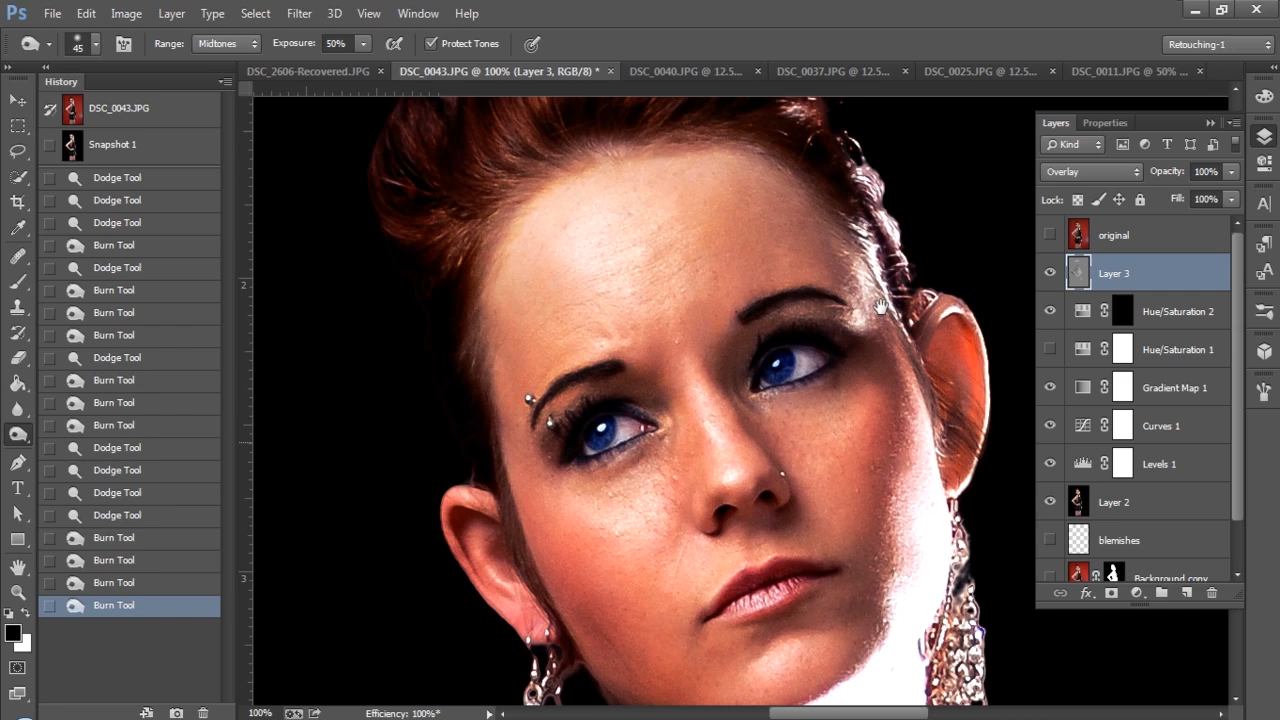 Ps File Edit Image Layer Type Select Filter 3D View Window Help
45 Range: Midtones Exposure: 50% Protect Tones Retouching-1
DSC_2606-Recovered.JPG × DSC_0043.JPG @ 100% (Layer 3, RGB/8) * × DSC_0040.JPG @ 12.5... × DSC_0037.JPG @ 12.5... × DSC_0025.JPG @ 12.5... × DSC_0011.JPG @ 50% ... ×
History
DSC_0043.JPG
Snapshot 1
Dodge Tool
Dodge Tool
Dodge Tool
Burn Tool
Dodge Tool
Burn Tool
Burn Tool
Burn Tool
Dodge Tool
Burn Tool
Burn Tool
Burn Tool
Dodge Tool
Dodge Tool
Dodge Tool
Dodge Tool
Burn Tool
Burn Tool
Burn Tool
Burn Tool
2
3
Layers Properties
Kind
Overlay Opacity: 100%
Lock: Fill: 100%
original
Layer 3
Hue/Saturation 2
Hue/Saturation 1
Gradient Map 1
Curves 1
Levels 1
Layer 2
blemishes
Background copy
100% Efficiency: 100%*